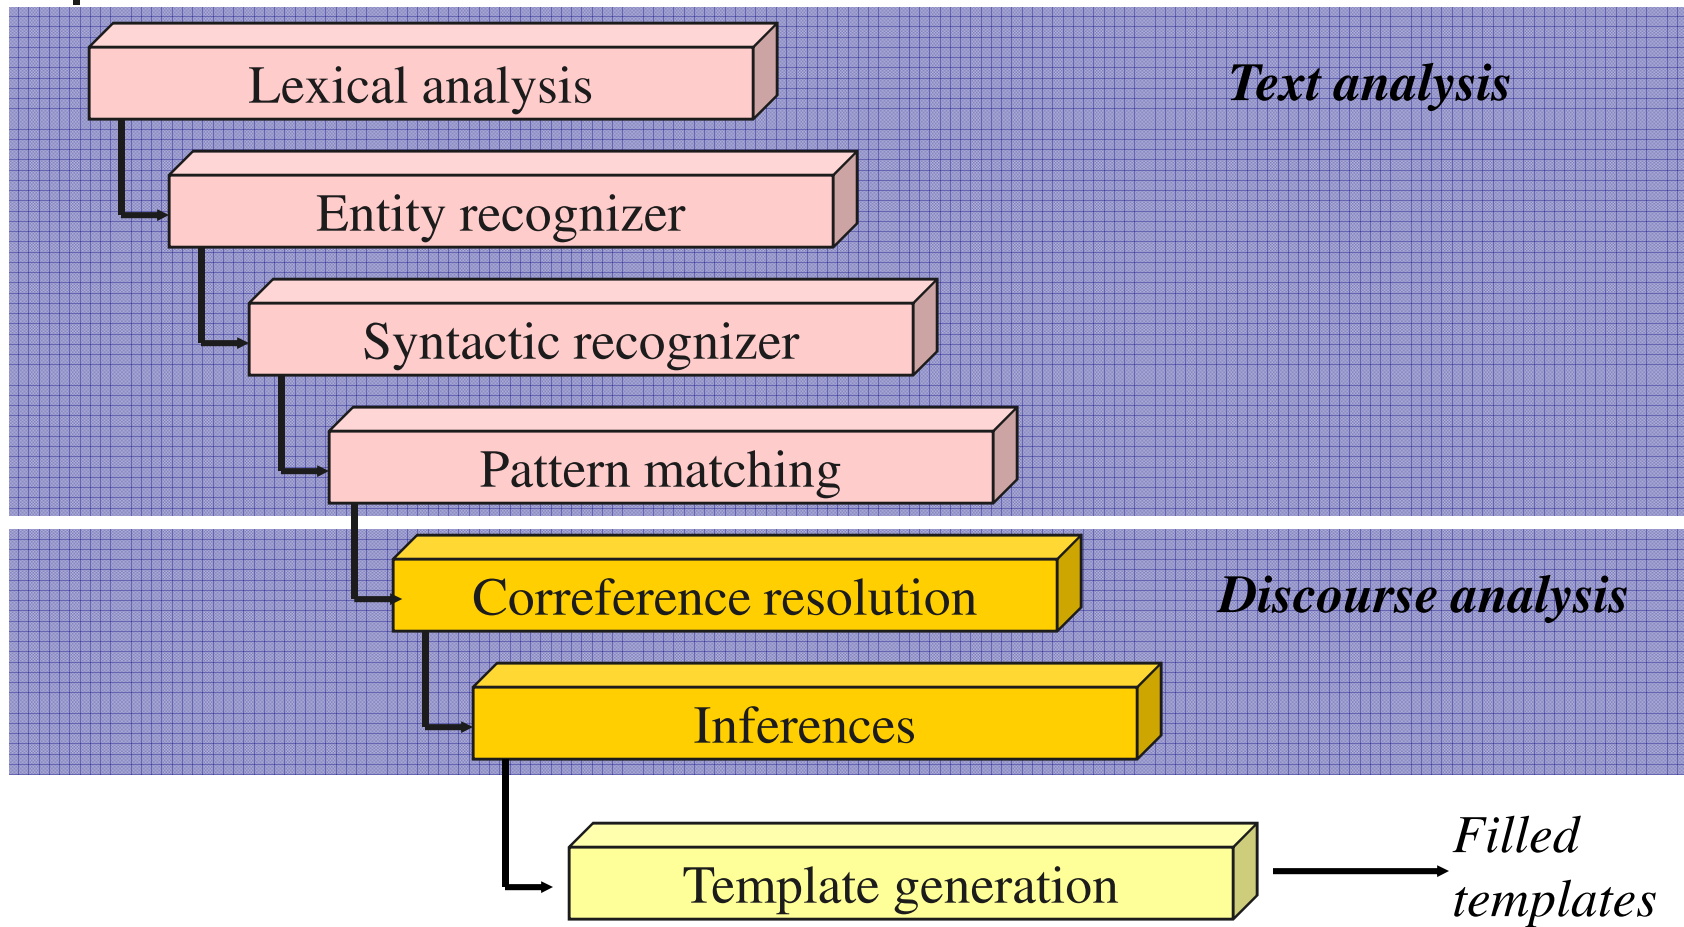 Lexical analysis
Text analysis
Entity recognizer
Syntactic recognizer
Pattern matching
Correference resolution
Discourse analysis
Inferences
Template generation
Filled
templates